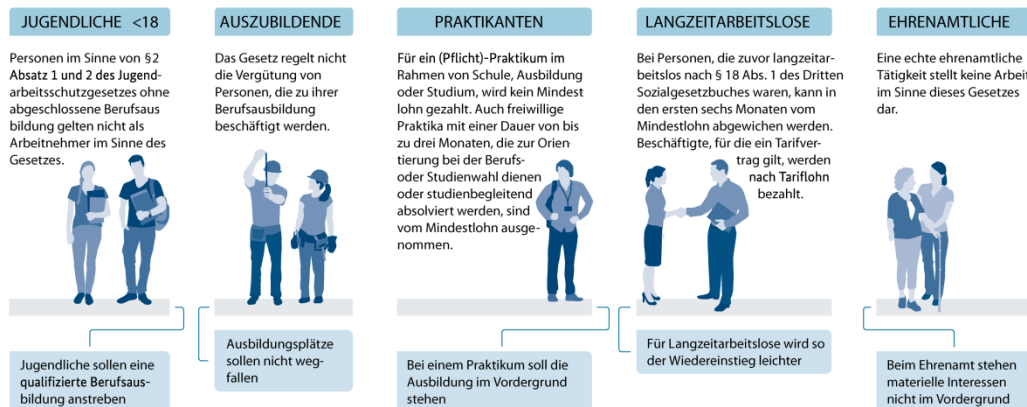 JUGENDLICHE <18
Personen im Sinne von §2
Absatz 1 und 2 des Jugend-
arbeitsschutzgesetzes ohne
abgeschlossene Berufsaus
bildung gelten nicht als
Arbeitnehmer im Sinne des
Gesetzes.
Jugendliche sollen eine
qualifizierte Berufsaus-
bildung anstreben
AUSZUBILDENDE
Das Gesetz regelt nicht
die Vergütung von
Personen, die zu ihrer
Berufsausbildung
beschäftigt werden.
Ausbildungsplätze
sollen nicht weg-
fallen
PRAKTIKANTEN
Für ein (Pflicht)-Praktikum im
Rahmen von Schule, Ausbildung
oder Studium, wird kein Mindest
lohn gezahlt. Auch freiwillige
Praktika mit einer Dauer von bis
zu drei Monaten, die zur Orien
tierung bei der Berufs-
oder Studienwahl dienen
oder studienbegleitend
absolviert werden, sind
vom Mindestlohn ausge-
nommen.
Bei einem Praktikum soll die
Ausbildung im Vordergrund
stehen
LANGZEITARBEITSLOSE
Bei Personen, die zuvor langzeitar-
beitslos nach § 18 Abs. 1 des Dritten
Sozialgesetzbuches waren, kann in
den ersten sechs Monaten vom
Mindestlohn abgewichen werden.
Beschäftigte, für die ein Tarifver-
trag gilt, werden
nach Tariflohn
bezahlt.
Für Langzeitarbeitslose wird so
der Wiedereinstieg leichter
EHRENAMTLICHE
Eine echte ehrenamtliche
Tätigkeit stellt keine Arbeit
im Sinne dieses Gesetzes
dar.
Beim Ehrenamt stehen
materielle Interessen
nicht im Vordergrund